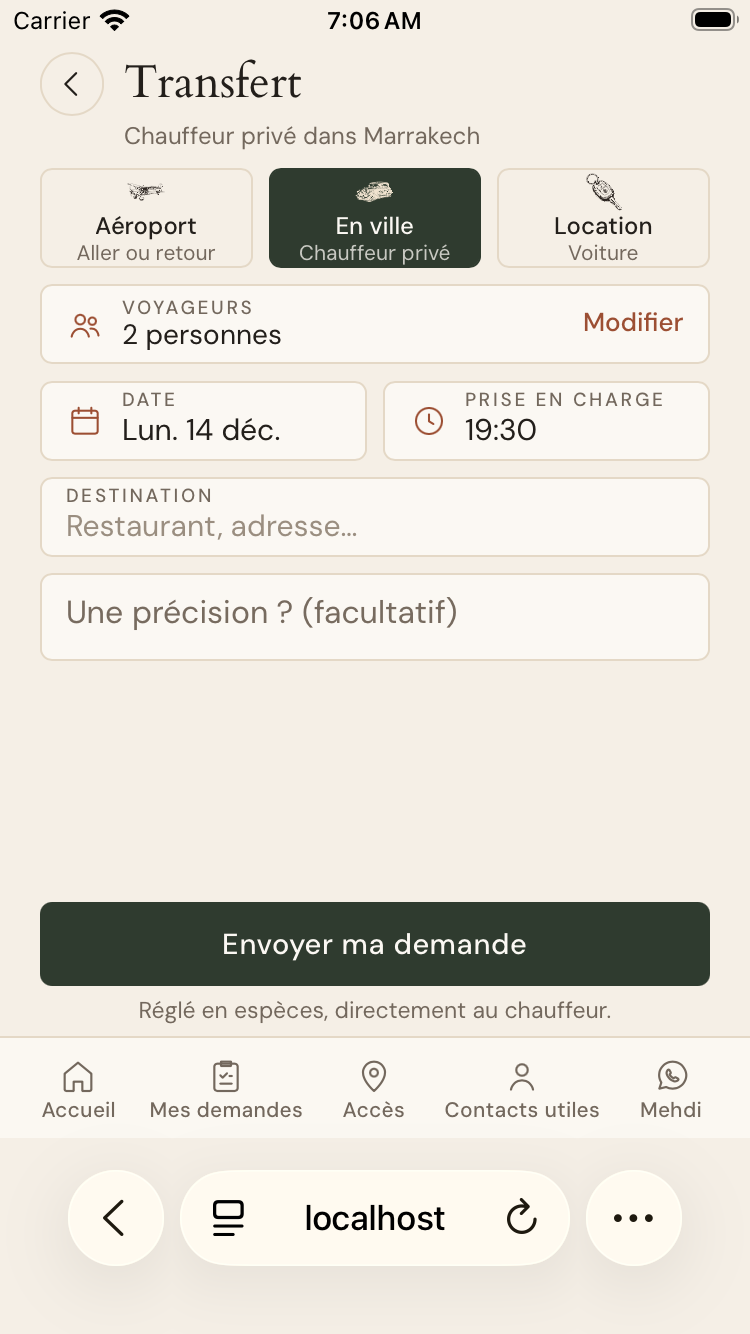 Carrier 7:06 AM
Transfert
Chauffeur privé dans Marrakech
Aéroport
Aller ou retour
En ville
Chauffeur privé
Location
Voiture
VOYAGEURS
2 personnes
Modifier
DATE
Lun. 14 déc.
PRISE EN CHARGE
19:30
DESTINATION
Restaurant, adresse…
Une précision ? (facultatif)
Envoyer ma demande
Réglé en espèces, directement au chauffeur.
Accueil
Mes demandes
Accès
Contacts utiles
Mehdi
localhost